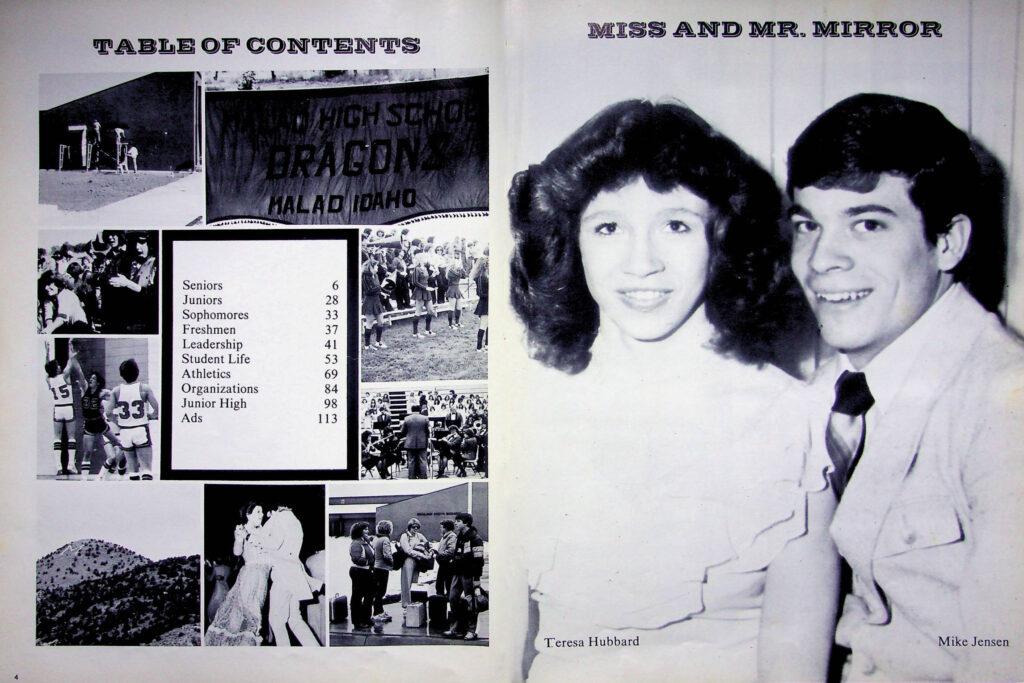 TABLE OF CONTENTS
MALAD HIGH SCHOO
DRAGONS
MALAD IDAHO
Seniors 6
Juniors 28
Sophomores 33
Freshmen 37
Leadership 41
Student Life 53
Athletics 69
Organizations 84
Junior High 98
Ads 113
15
33
4
MISS AND MR. MIRROR
Teresa Hubbard
Mike Jensen